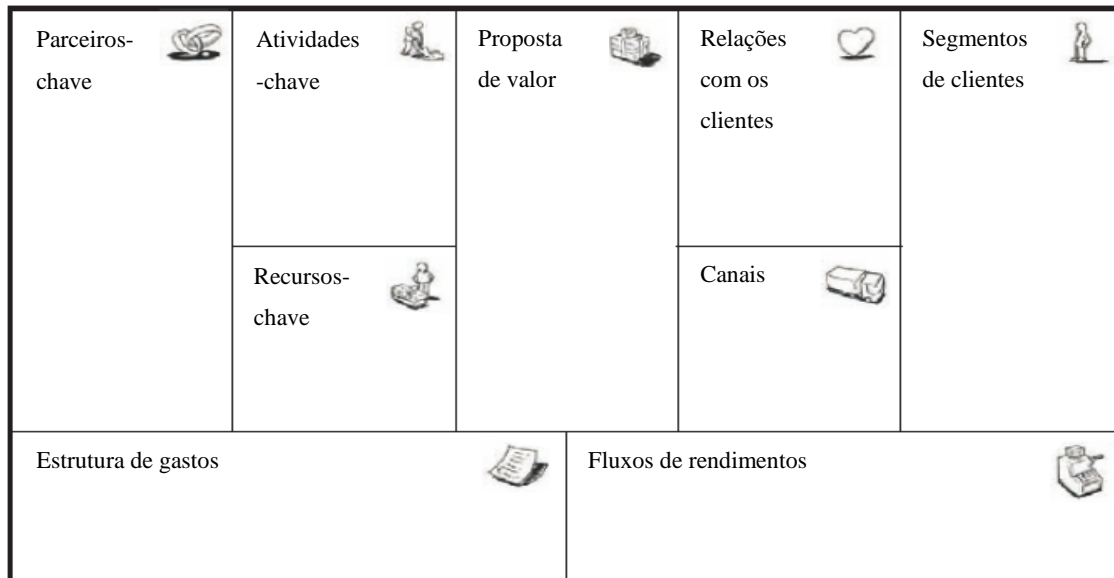 Parceiros-
chave
Atividades
-chave
Proposta
de valor
Relações
com os
clientes
Segmentos
de clientes
Recursos-
chave
Canais
Estrutura de gastos
Fluxos de rendimentos